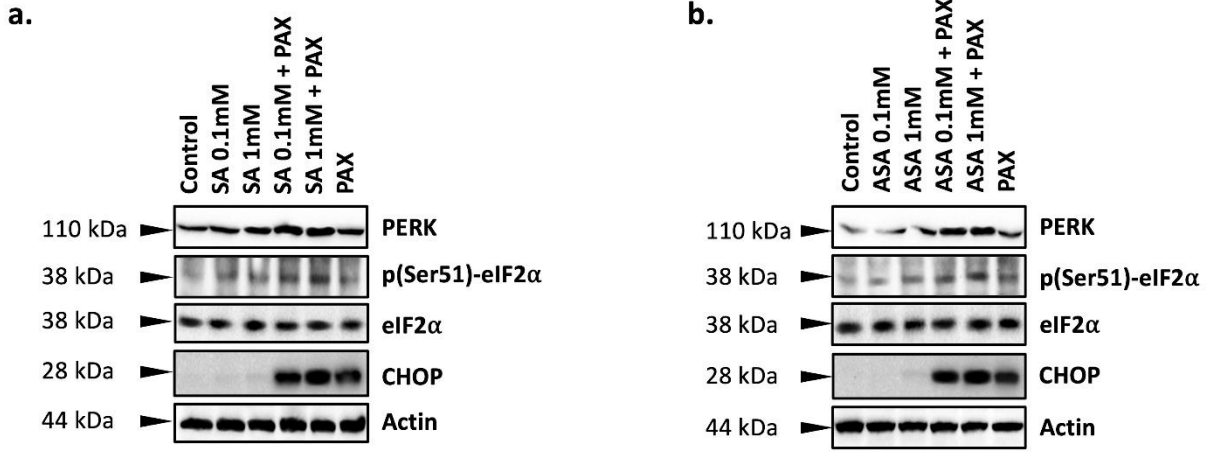 a.
Control
SA 0.1mM
SA 1mM
SA 0.1mM + PAX
SA 1mM + PAX
PAX
110 kDa PERK
38 kDa p(Ser51)-eIF2α
38 kDa eIF2α
28 kDa CHOP
44 kDa Actin
b.
Control
ASA 0.1mM
ASA 1mM
ASA 0.1mM + PAX
ASA 1mM + PAX
PAX
110 kDa PERK
38 kDa p(Ser51)-eIF2α
38 kDa eIF2α
28 kDa CHOP
44 kDa Actin